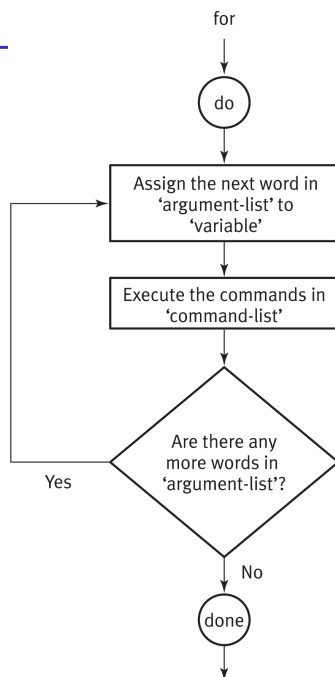 for
do
Assign the next word in
‘argument-list’ to
‘variable’
Execute the commands in
‘command-list’
Are there any
more words in
‘argument-list’?
Yes
No
done